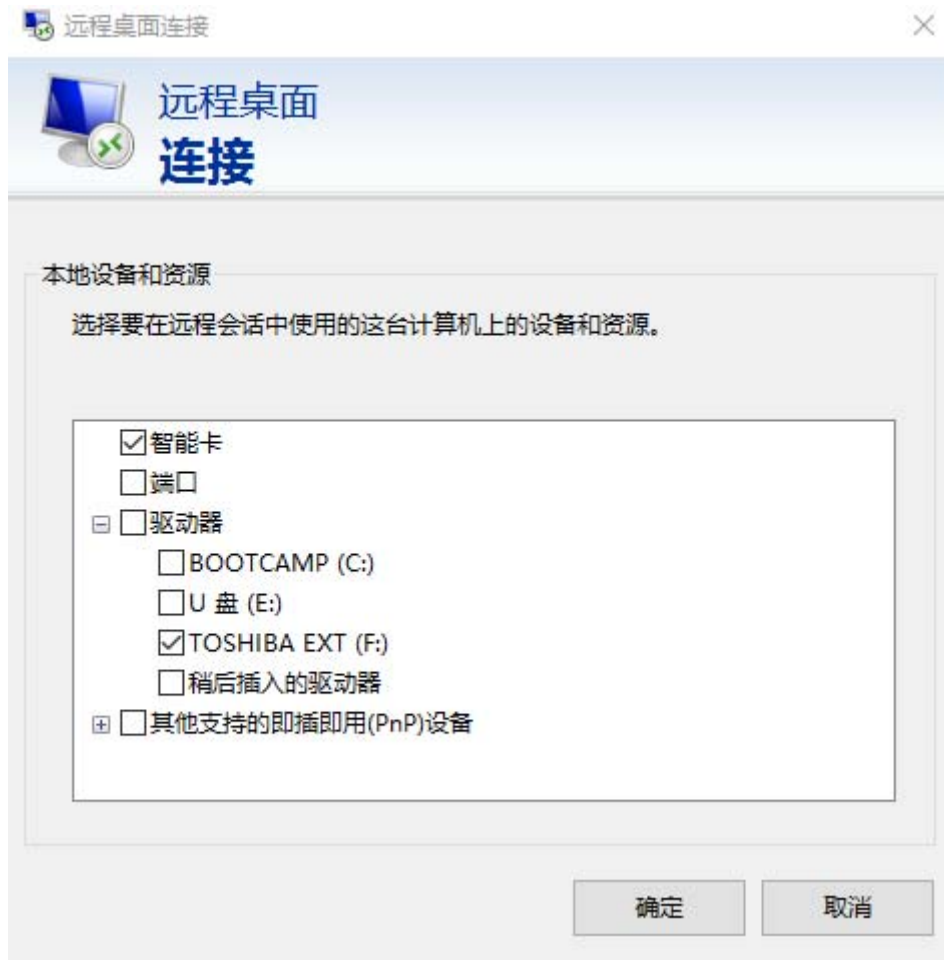 远程桌面连接
远程桌面
连接
本地设备和资源
选择要在远程会话中使用的这台计算机上的设备和资源。
智能卡
端口
驱动器
BOOTCAMP (C:)
U 盘 (E:)
TOSHIBA EXT (F:)
稍后插入的驱动器
其他支持的即插即用(PnP)设备
确定 取消